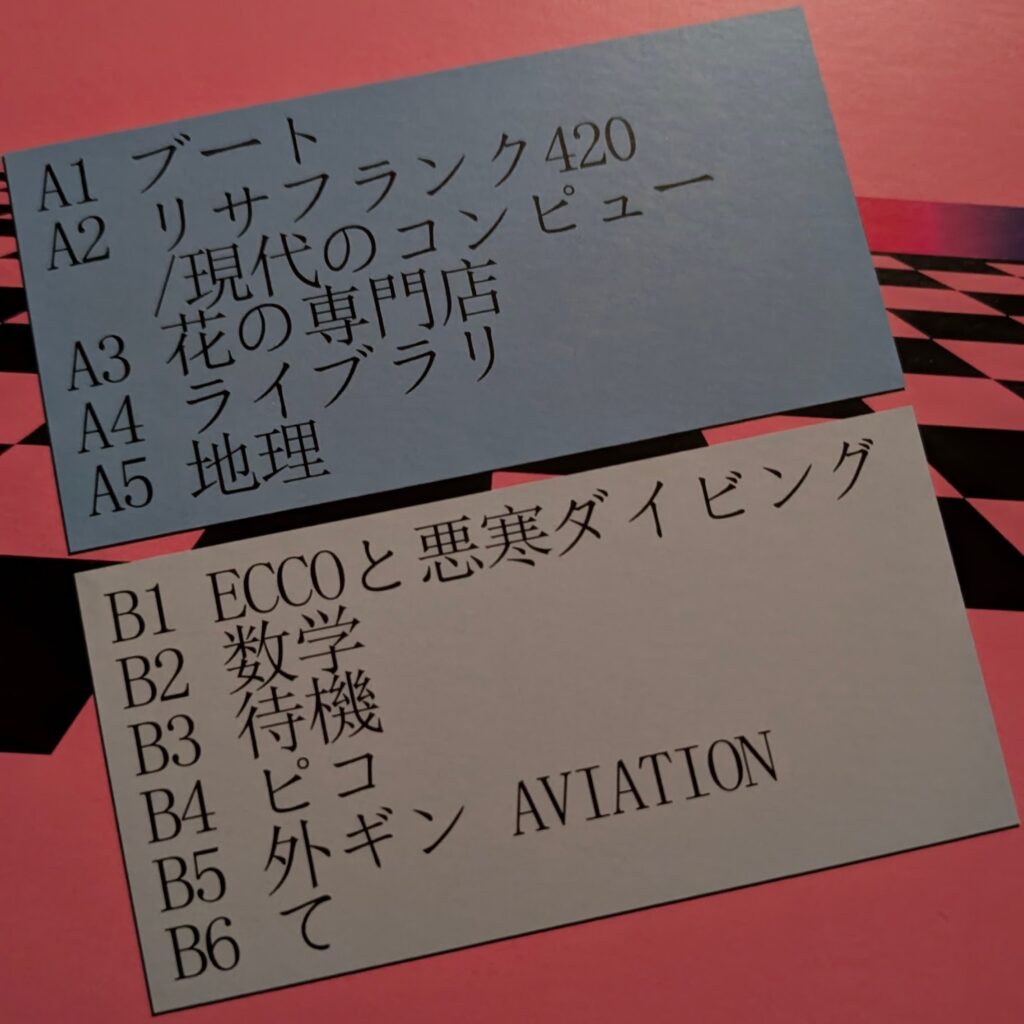 A1 ブート
A2 リサフランク420
/現代のコンピュー
A3 花の専門店
A4 ライブラリ
A5 地理
B1 ECCOと悪寒ダイビング
B2 数学
B3 待機
B4 ピコ
B5 外ギン AVIATION
B6 て